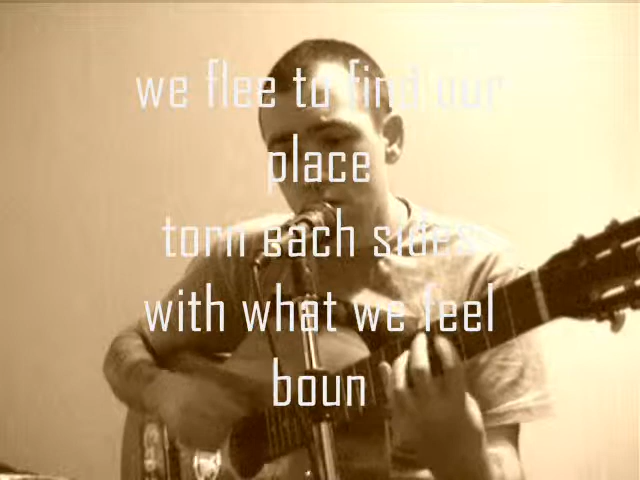 we flee to find our
place
torn each sides
with what we feel
boun